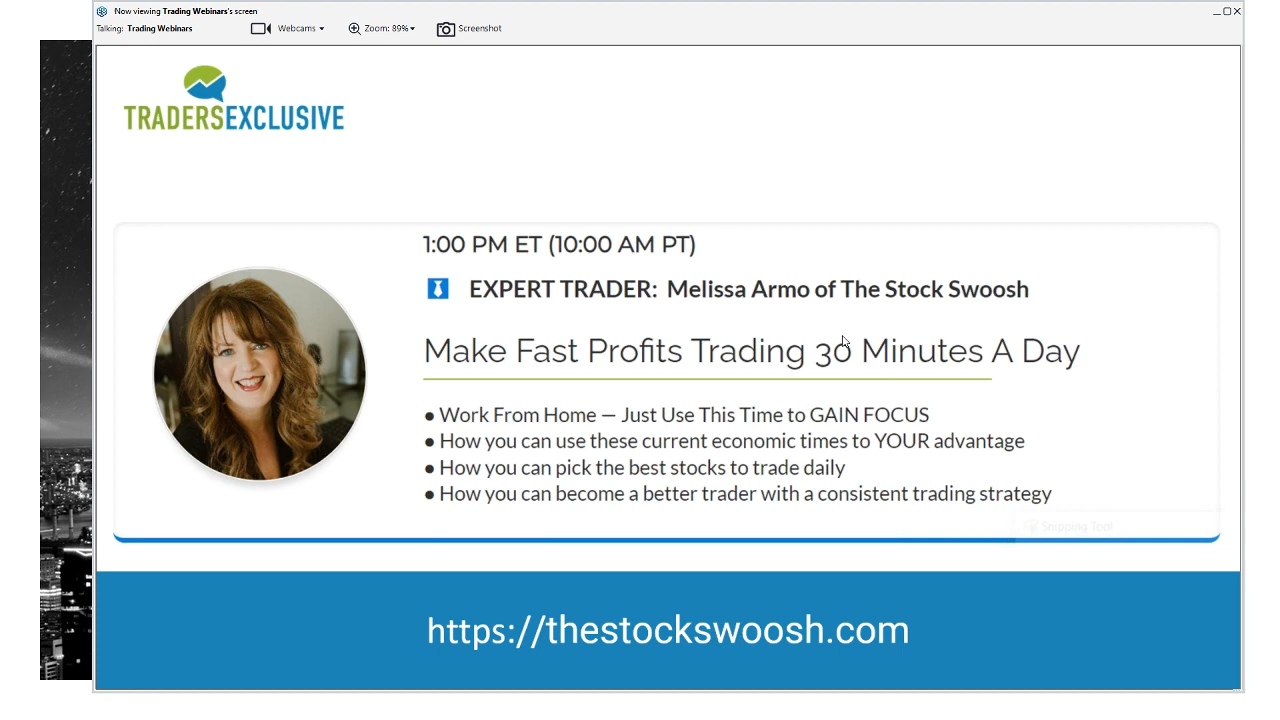 Now viewing Trading Webinars's screen
Talking: Trading Webinars
Webcams
Zoom: 89%
Screenshot
TRADERSEXCLUSIVE
1:00 PM ET (10:00 AM PT)
EXPERT TRADER: Melissa Armo of The Stock Swoosh
Make Fast Profits Trading 30 Minutes A Day
● Work From Home — Just Use This Time to GAIN FOCUS
● How you can use these current economic times to YOUR advantage
● How you can pick the best stocks to trade daily
● How you can become a better trader with a consistent trading strategy
Snipping Tool
https://thestockswoosh.com